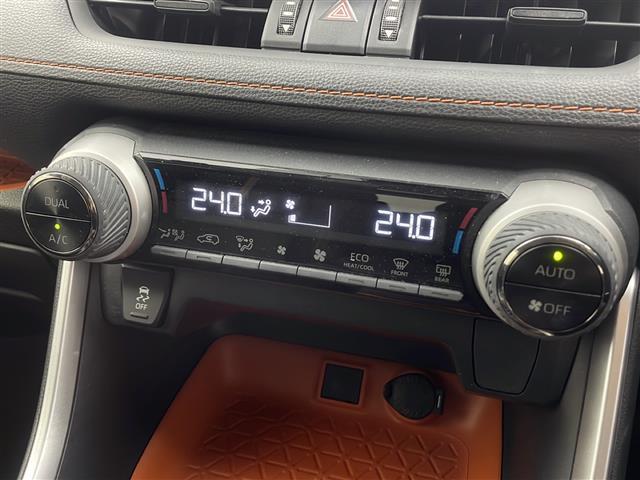 24.0
24.0
DUAL
A/C
ECO
HEAT/COOL
FRONT
REAR
AUTO
OFF
OFF